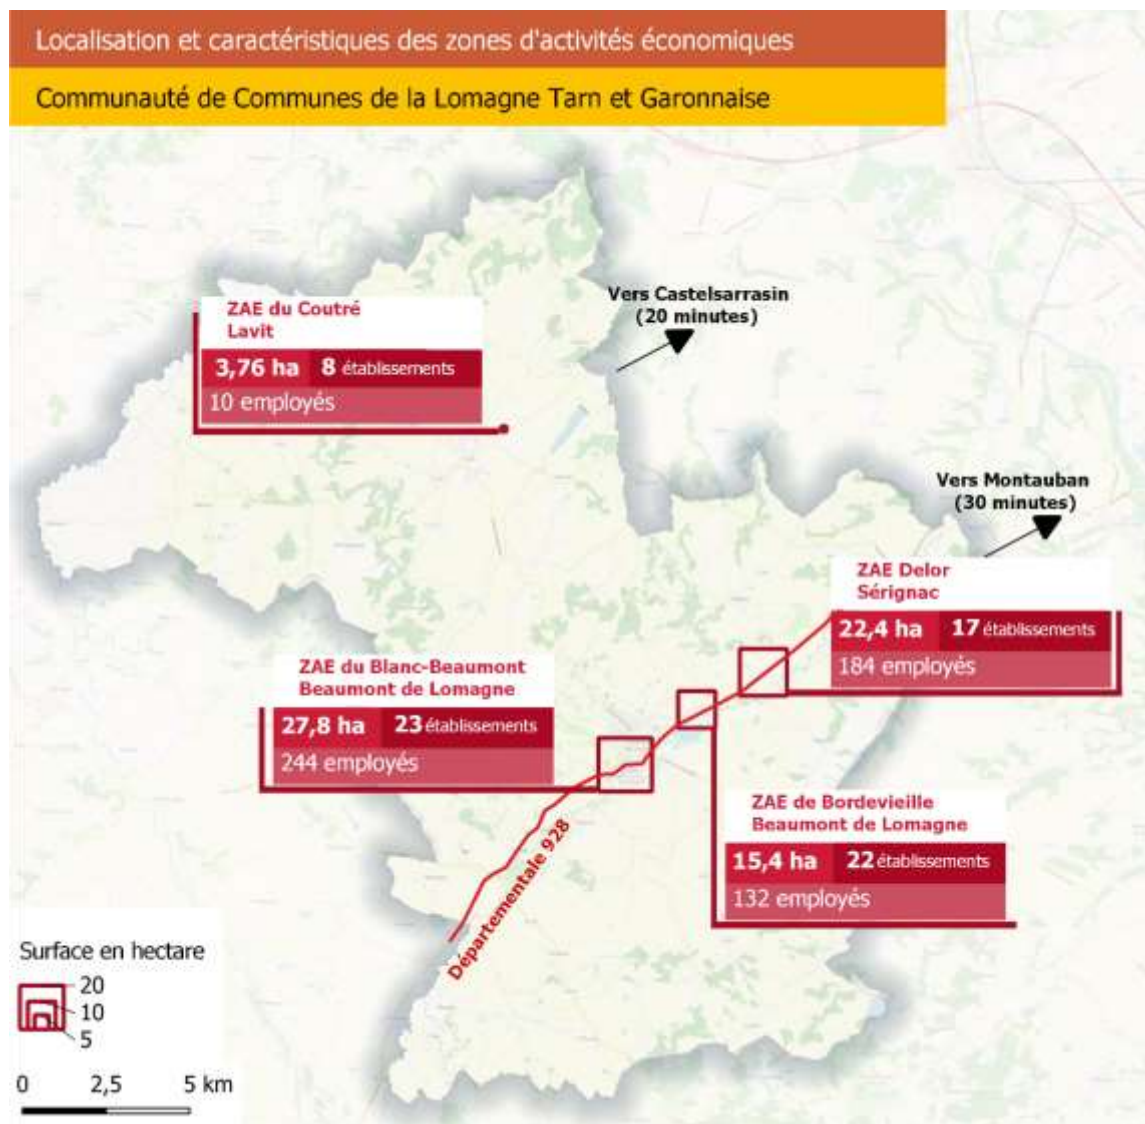 Localisation et caractéristiques des zones d'activités économiques
Communauté de Communes de la Lomagne Tarn et Garonnaise
Vers Castelsarrasin
(20 minutes)
ZAE du Coutré
Lavit
3,76 ha 8 établissements
10 employés
Vers Montauban
(30 minutes)
ZAE Delor
Sérignac
22,4 ha 17 établissements
184 employés
ZAE du Blanc-Beaumont
Beaumont de Lomagne
27,8 ha 23 établissements
244 employés
ZAE de Bordevieille
Beaumont de Lomagne
15,4 ha 22 établissements
132 employés
Départementale 928
Surface en hectare
20
10
5
0 2,5 5 km